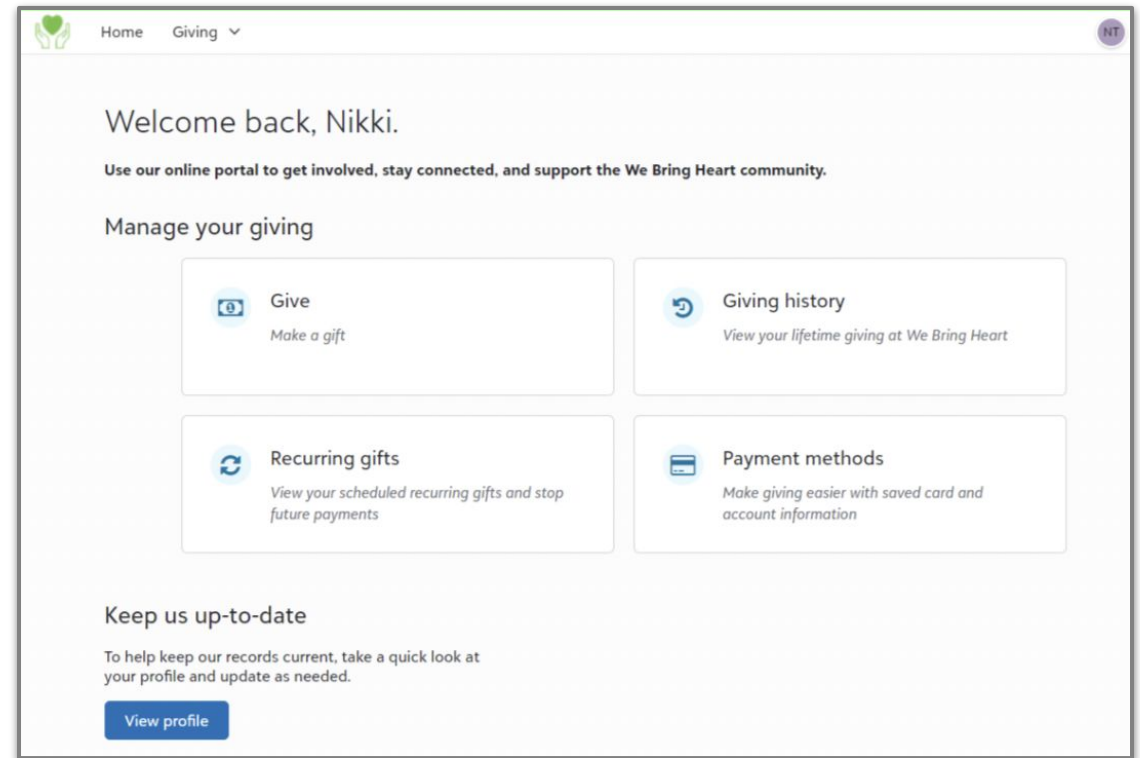 Home Giving
NT
Welcome back, Nikki.
Use our online portal to get involved, stay connected, and support the We Bring Heart community.
Manage your giving
Give
Make a gift
Giving history
View your lifetime giving at We Bring Heart
Recurring gifts
View your scheduled recurring gifts and stop
future payments
Payment methods
Make giving easier with saved card and
account information
Keep us up-to-date
To help keep our records current, take a quick look at
your profile and update as needed.
View profile